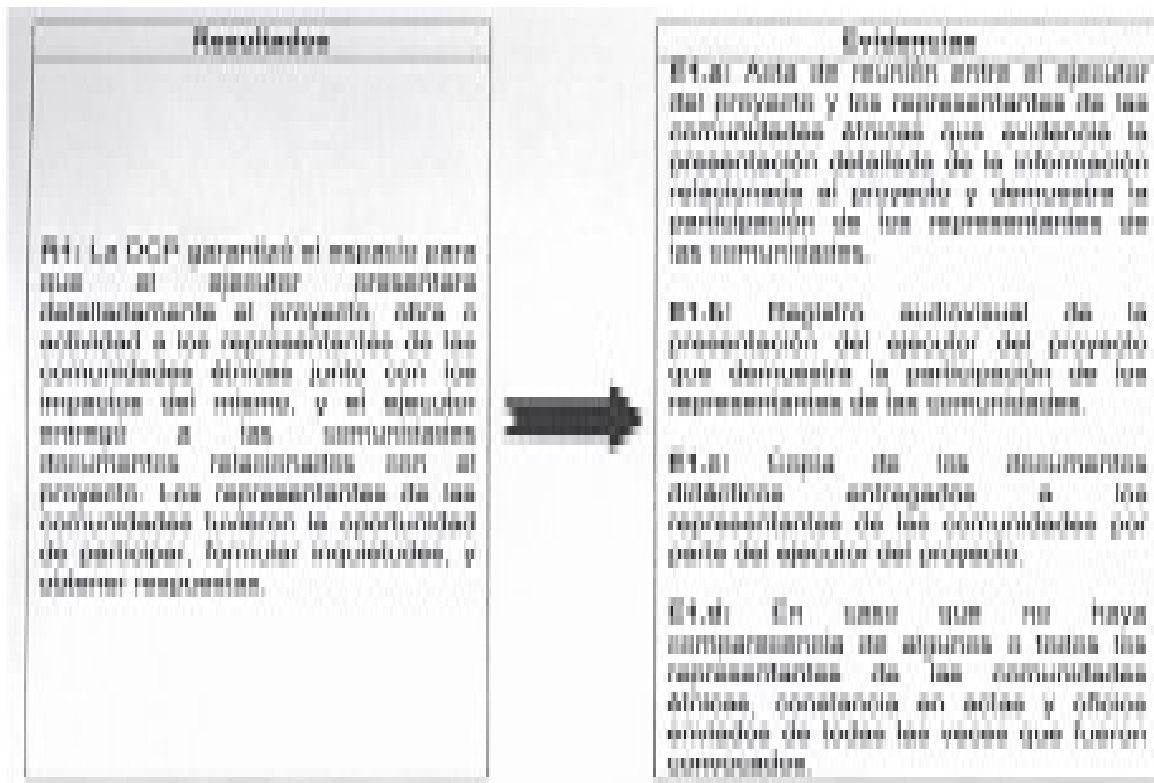 Resultados
R1: La DCP garantizó el espacio para
que el ejecutor presentara
detalladamente el proyecto, obra o
actividad a los representantes de las
comunidades étnicas junto con los
impactos del mismo, y el ejecutor
entregó a las comunidades
documentos relacionados con el
proyecto. Los representantes de las
comunidades tuvieron la oportunidad
de participar, formular inquietudes, y
obtener respuestas.
Evidencias
E1.a: Acta de reunión entre el ejecutor
del proyecto y los representantes de las
comunidades étnicas que evidencie la
presentación detallada de la información
relacionada al proyecto y demuestre la
participación de los representantes de
las comunidades.
E1.b: Registro audiovisual de la
presentación del ejecutor del proyecto
que demuestre la participación de los
representantes de las comunidades.
E1.c: Copia de los documentos
didácticos entregados a los
representantes de las comunidades por
parte del ejecutor del proyecto.
E1.d: En caso que no haya
comparecencia de algunos o todos los
representantes de las comunidades
étnicas, constancia en actas y oficios
enviados de todas las veces que fueron
convocados.